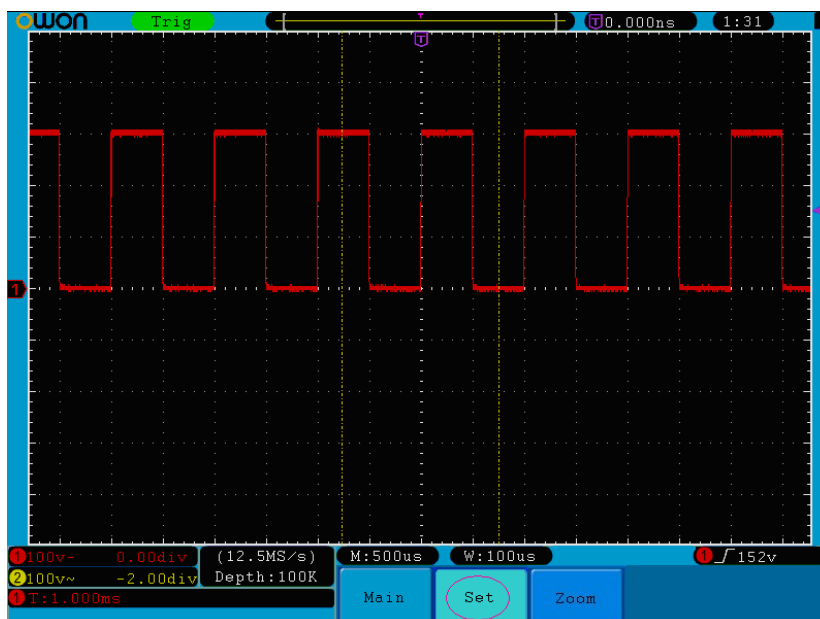 owon Trig T T 0.000ns 1:31
T
1
1 100v- 0.00div (12.5MS/s) M:500us W:100us 1 152v
2 100v~ -2.00div Depth:100K
1 T:1.000ms
Main Set Zoom